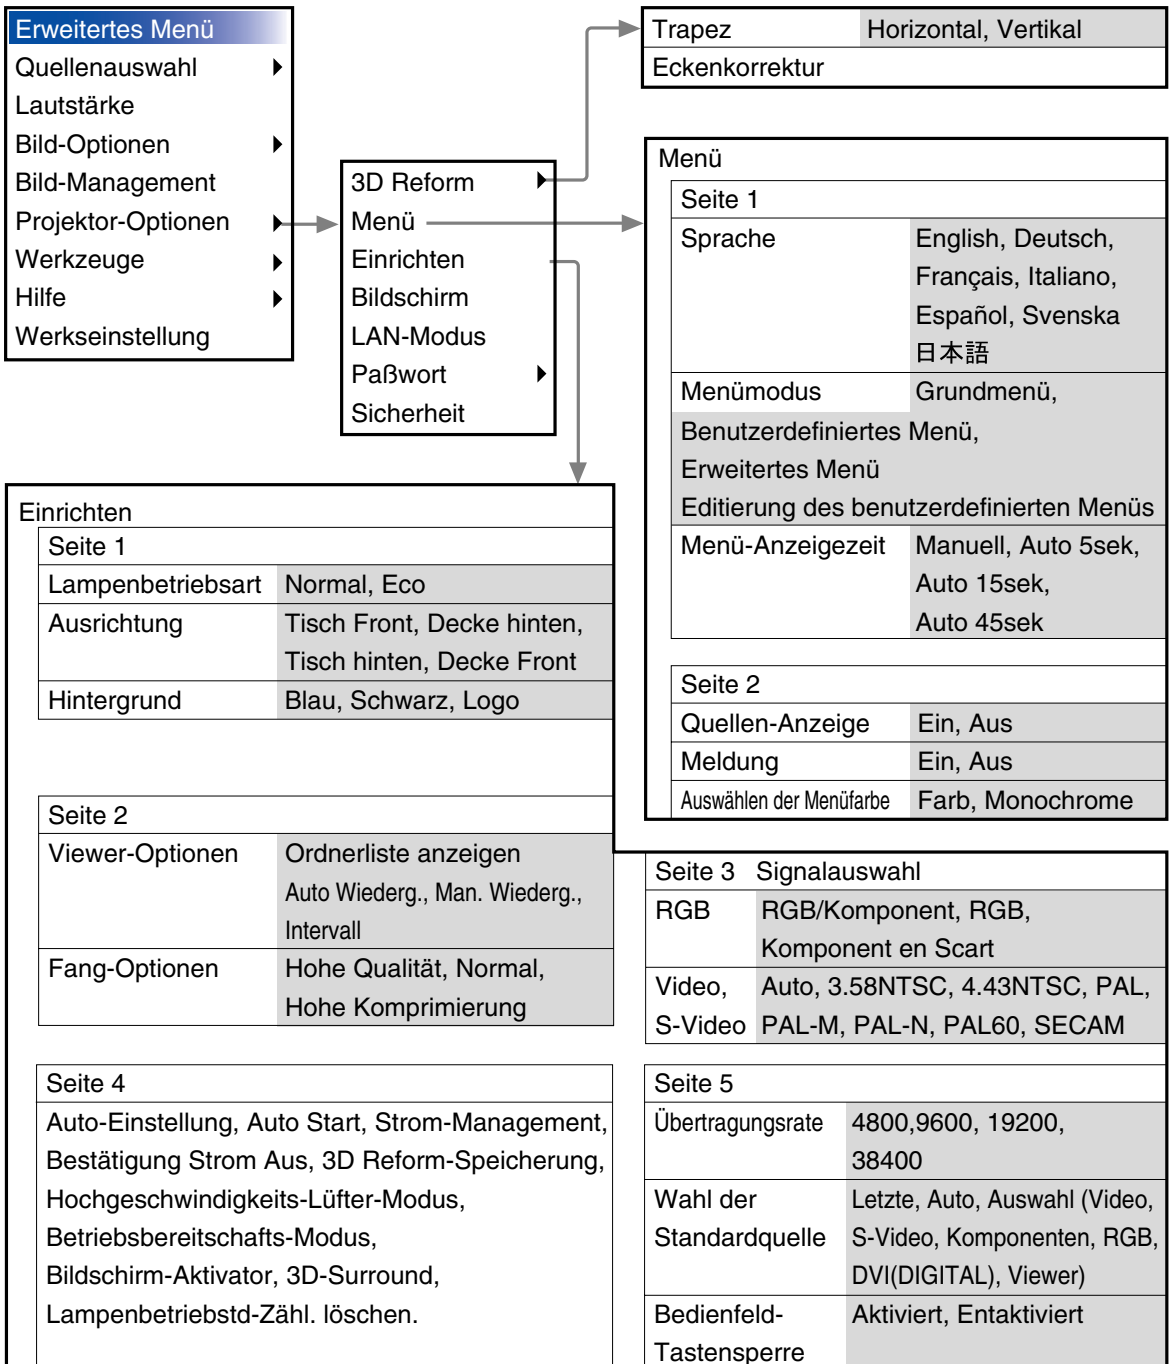 Erweitertes Menü
Quellenauswahl
Lautstärke
Bild-Optionen
Bild-Management
Projektor-Optionen
Werkzeuge
Hilfe
Werkseinstellung
3D Reform
Menü
Einrichten
Bildschirm
LAN-Modus
Paßwort
Sicherheit
Trapez Horizontal, Vertikal
Eckenkorrektur
Menü
Seite 1
Sprache English, Deutsch,
Français, Italiano,
Español, Svenska
日本語
Menümodus Grundmenü,
Benutzerdefiniertes Menü,
Erweitertes Menü
Editierung des benutzerdefinierten Menüs
Menü-Anzeigezeit Manuell, Auto 5sek,
Auto 15sek,
Auto 45sek
Seite 2
Quellen-Anzeige Ein, Aus
Meldung Ein, Aus
Auswählen der Menüfarbe Farb, Monochrome
Einrichten
Seite 1
Lampenbetriebsart Normal, Eco
Ausrichtung Tisch Front, Decke hinten,
Tisch hinten, Decke Front
Hintergrund Blau, Schwarz, Logo
Seite 2
Viewer-Optionen Ordnerliste anzeigen
Auto Wiederg., Man. Wiederg.,
Intervall
Fang-Optionen Hohe Qualität, Normal,
Hohe Komprimierung
Seite 3 Signalauswahl
RGB RGB/Komponent, RGB,
Komponent en Scart
Video, Auto, 3.58NTSC, 4.43NTSC, PAL,
S-Video PAL-M, PAL-N, PAL60, SECAM
Seite 4
Auto-Einstellung, Auto Start, Strom-Management,
Bestätigung Strom Aus, 3D Reform-Speicherung,
Hochgeschwindigkeits-Lüfter-Modus,
Betriebsbereitschafts-Modus,
Bildschirm-Aktivator, 3D-Surround,
Lampenbetriebstd-Zähl. löschen.
Seite 5
Übertragungsrate 4800,9600, 19200,
38400
Wahl der Letzte, Auto, Auswahl (Video,
Standardquelle S-Video, Komponenten, RGB,
DVI(DIGITAL), Viewer)
Bedienfeld- Aktiviert, Entaktiviert
Tastensperre